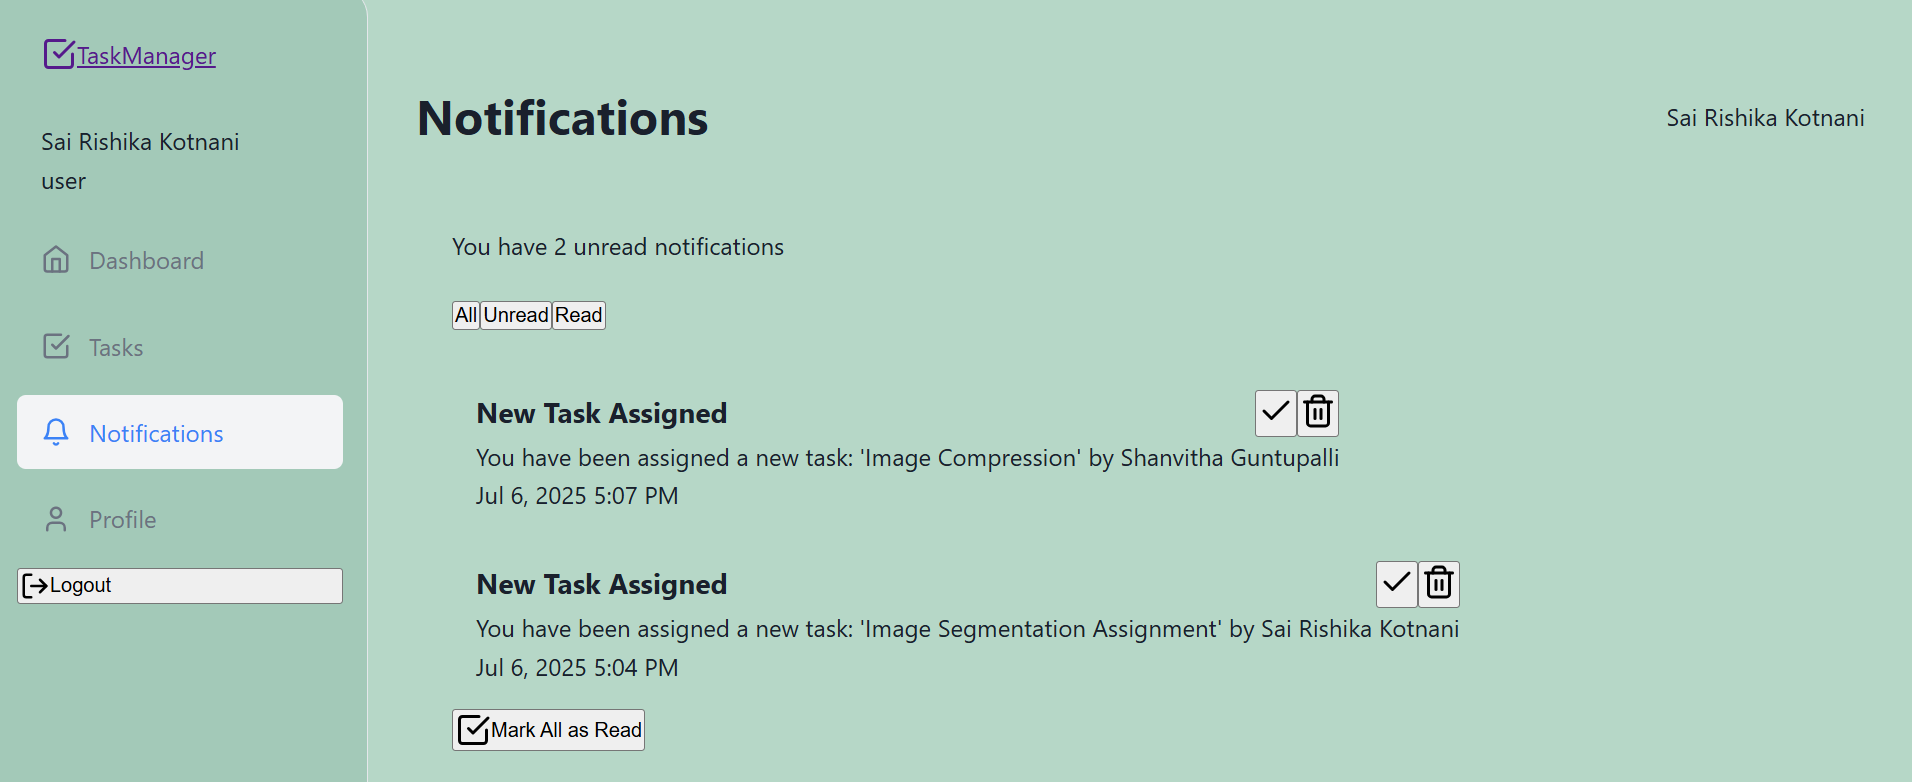 TaskManager
Sai Rishika Kotnani
user
Dashboard
Tasks
Notifications
Profile
Logout
Notifications
Sai Rishika Kotnani
You have 2 unread notifications
All Unread Read
New Task Assigned
You have been assigned a new task: 'Image Compression' by Shanvitha Guntupalli
Jul 6, 2025 5:07 PM
New Task Assigned
You have been assigned a new task: 'Image Segmentation Assignment' by Sai Rishika Kotnani
Jul 6, 2025 5:04 PM
Mark All as Read